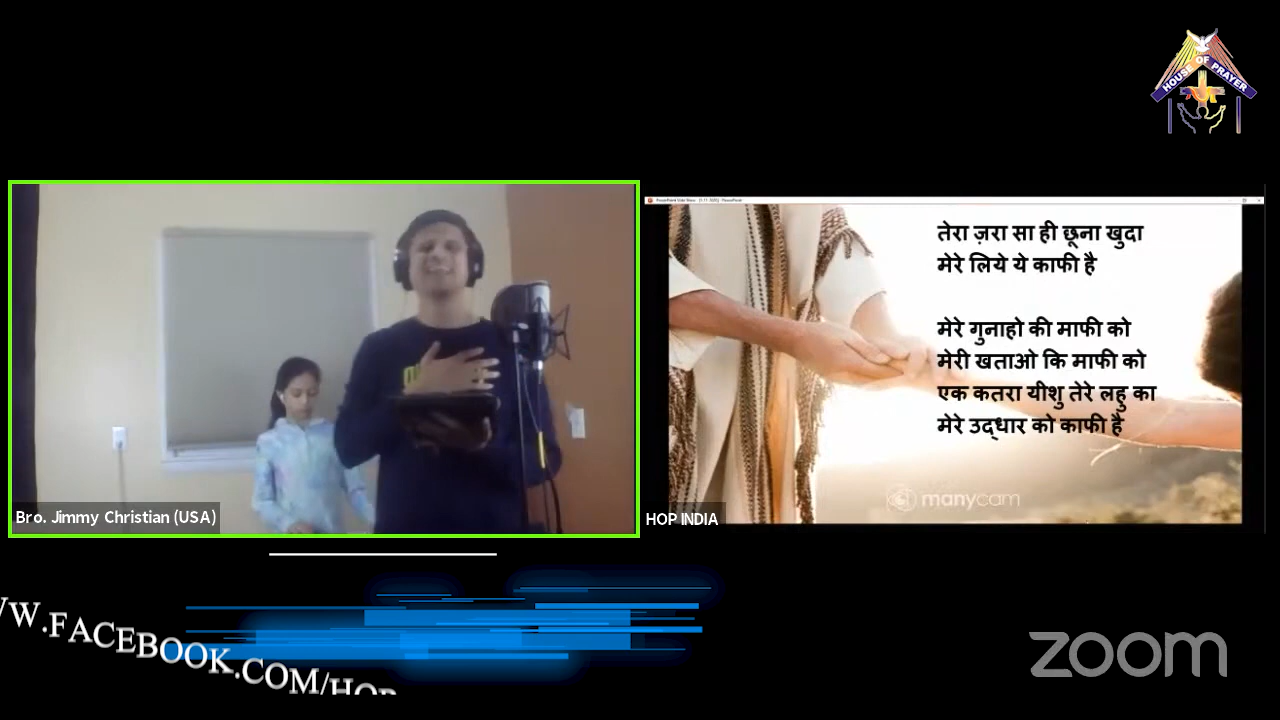 HOUSE OF PRAYER
तेरा ज़रा सा ही छूना खुदा
मेरे लिये ये काफी है
मेरे गुनाहो की माफी को
मेरी खताओ कि माफी को
एक कतरा यीशु तेरे लहु का
मेरे उद्धार को काफी है
manycam
Bro. Jimmy Christian (USA)
HOP INDIA
W.FACEBOOK.COM/HOP
zoom